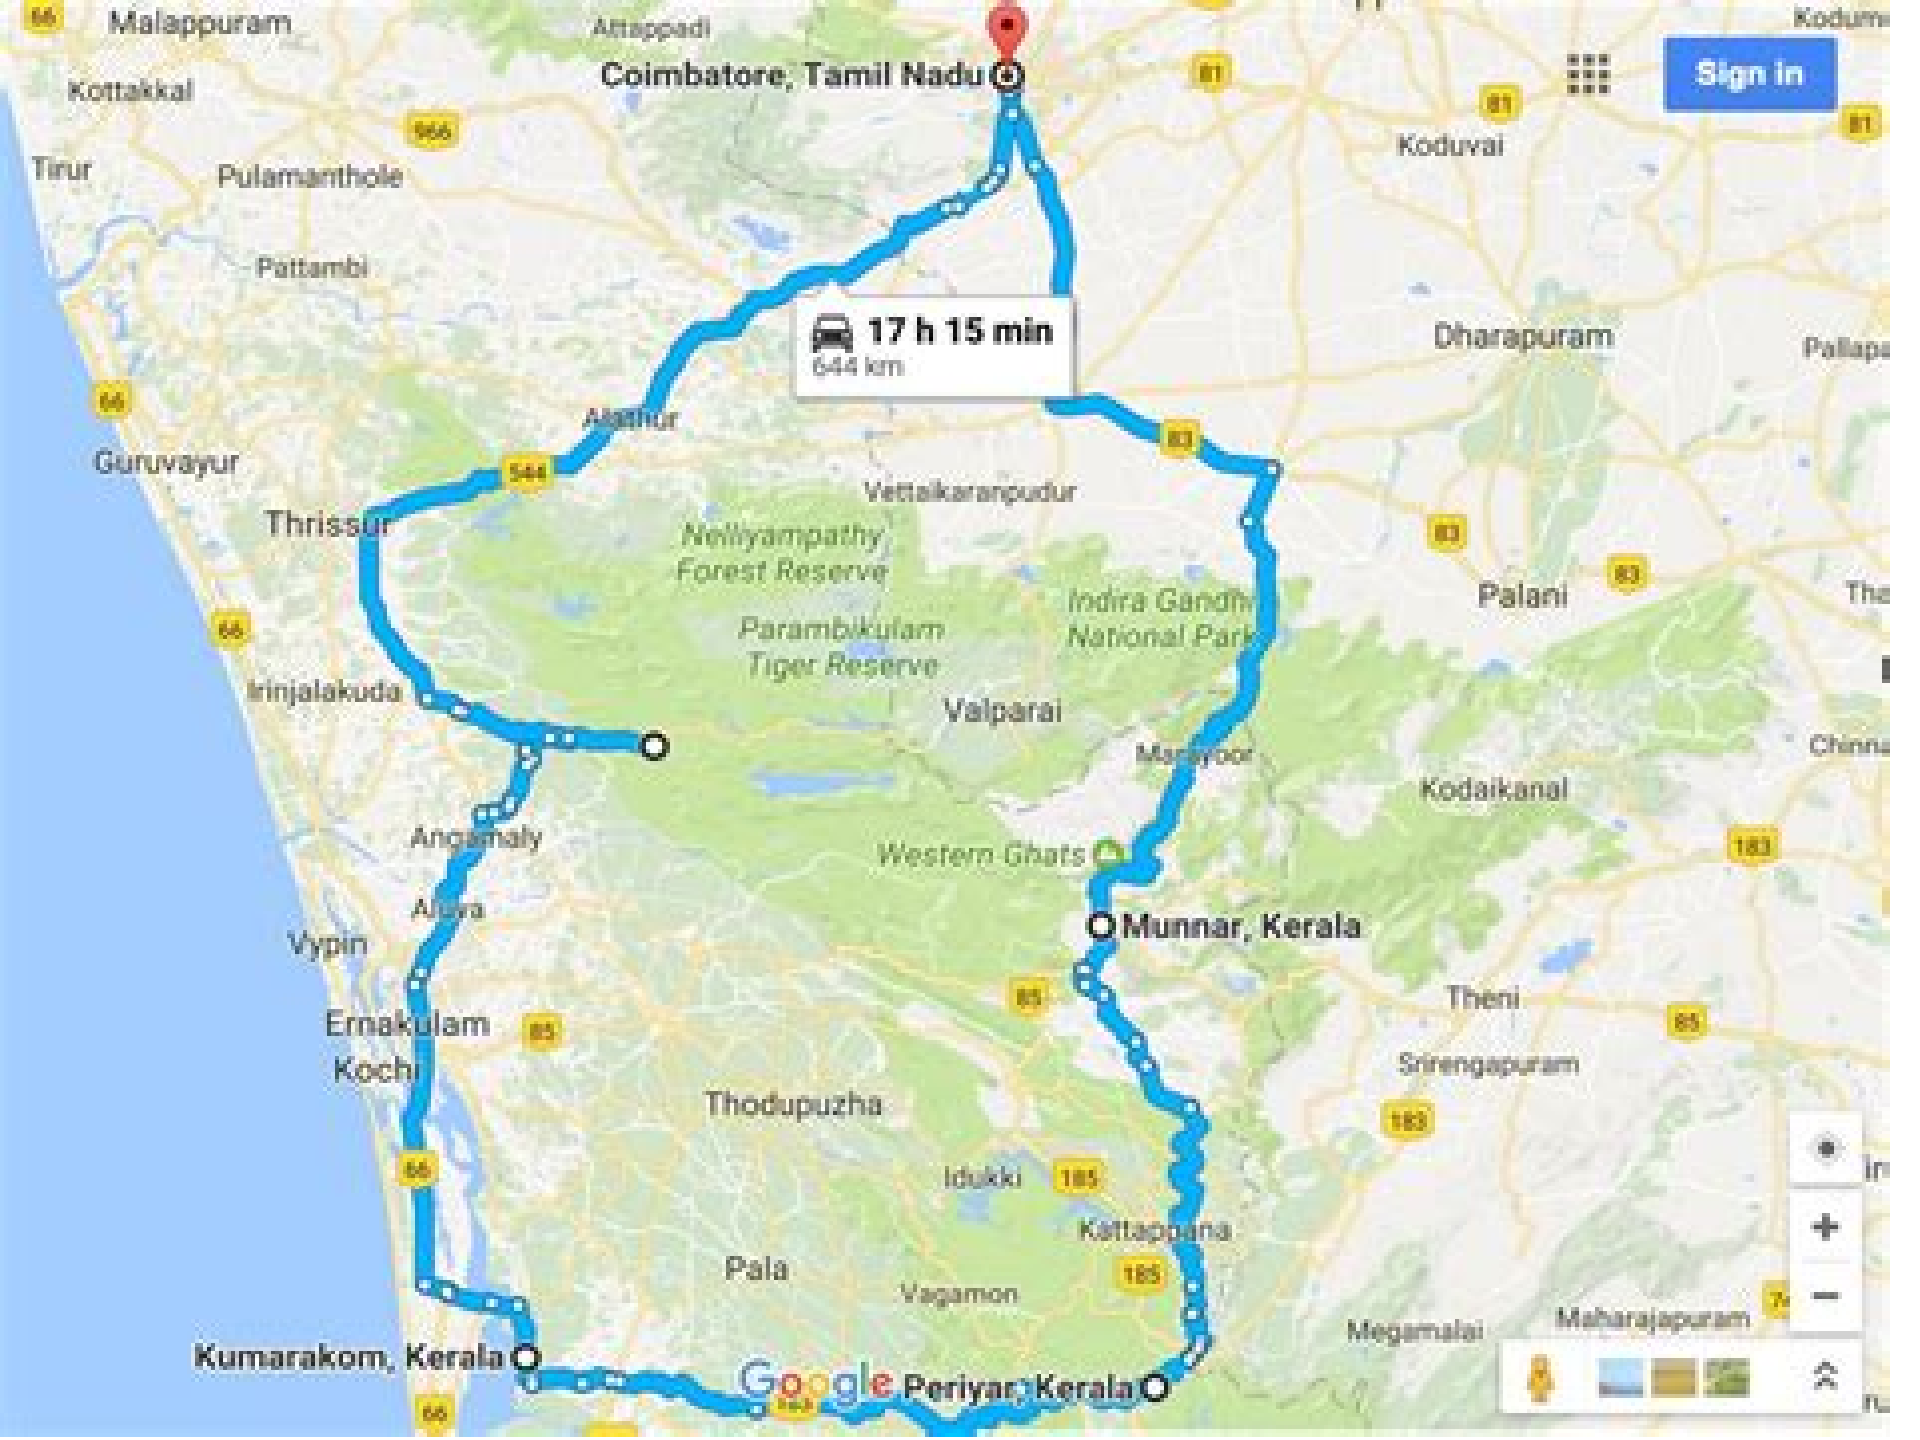 66
Malappuram
Attappadi
Coimbatore, Tamil Nadu
81
Sign in
Kottakkal
966
81
81
Koduvai
Tirur
Pulamanthole
Pattambi
17 h 15 min
644 km
Dharapuram
66
Alathur
83
Guruvayur
544
Vettaikaranpudur
Thrissur
Nelliyampathy
Forest Reserve
83
83
Palani
Indira Gandhi
National Park
66
Parambikulam
Tiger Reserve
Irinjalakuda
Valparai
Marayoor
Kodaikanal
Angamaly
Western Ghats
183
Aluva
Vypin
Munnar, Kerala
85
Theni
Ernakulam
85
85
Kochi
Srirengapuram
Thodupuzha
183
66
Idukki
185
Kattappana
Pala
185
Vagamon
Megamalai
Maharajapuram
Kumarakom, Kerala
Google
Periyar, Kerala
66